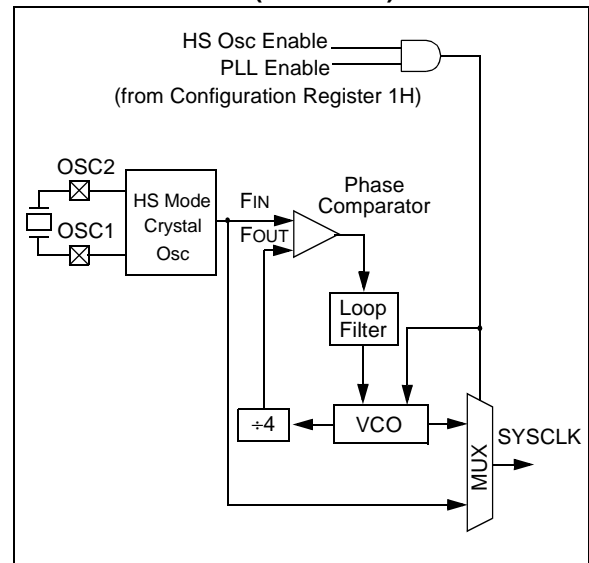 HS Osc Enable
PLL Enable
(from Configuration Register 1H)
OSC2
OSC1
HS Mode
Crystal
Osc
FIN
FOUT
Phase
Comparator
Loop
Filter
÷4
VCO
MUX
SYSCLK